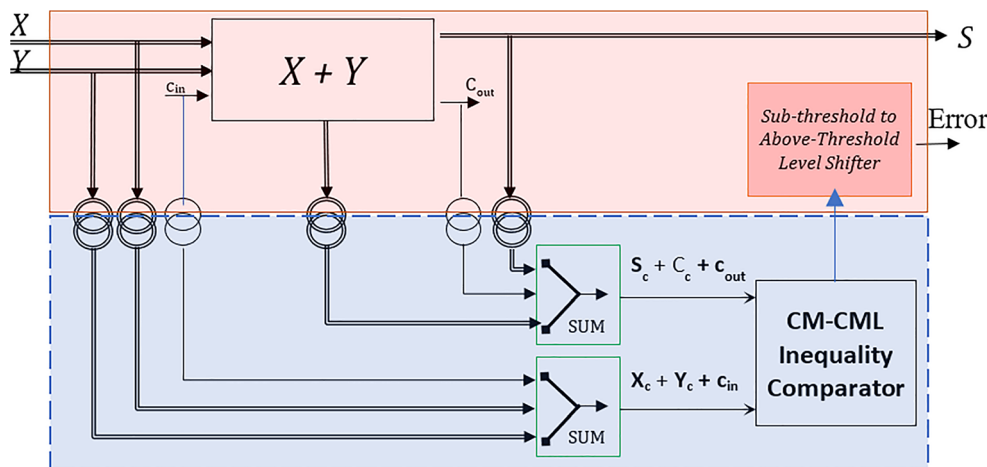 X
Y
cin
X + Y
Cout
S
Sub-threshold to
Above-Threshold
Level Shifter
Error
SUM
Sc + Cc + cout
SUM
Xc + Yc + cin
CM-CML
Inequality
Comparator